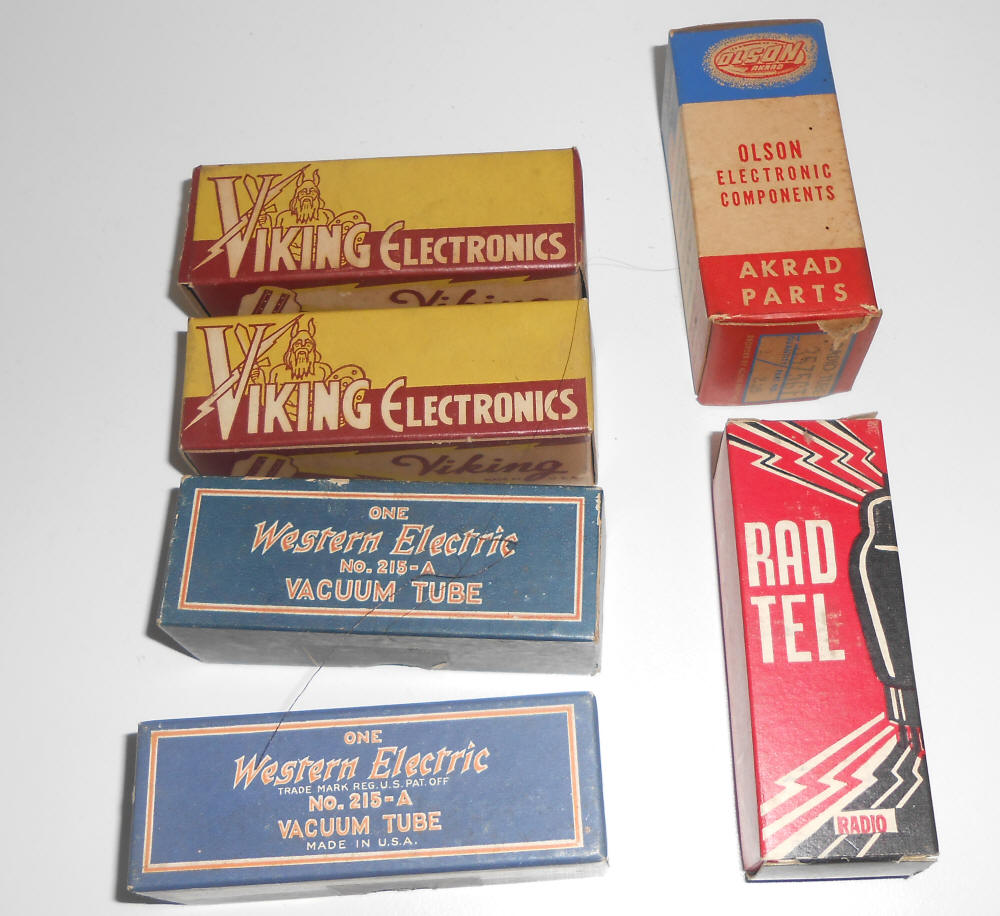 VIKING ELECTRONICS
Viking
VIKING ELECTRONICS
Viking
ONE
Western Electric
NO. 215-A
VACUUM TUBE
ONE
Western Electric
TRADE MARK REG. U.S. PAT. OFF
NO. 215-A
VACUUM TUBE
MADE IN U.S.A.
OLSON
AKRAD
OLSON
ELECTRONIC
COMPONENTS
AKRAD
PARTS
RAD
TEL
RADIO